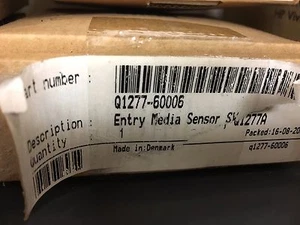 art number :
Q1277-60006
Description : Entry Media Sensor
Q1277A
Quantity : 1
Packed:16-08-20
Made in:Denmark
q1277-60006